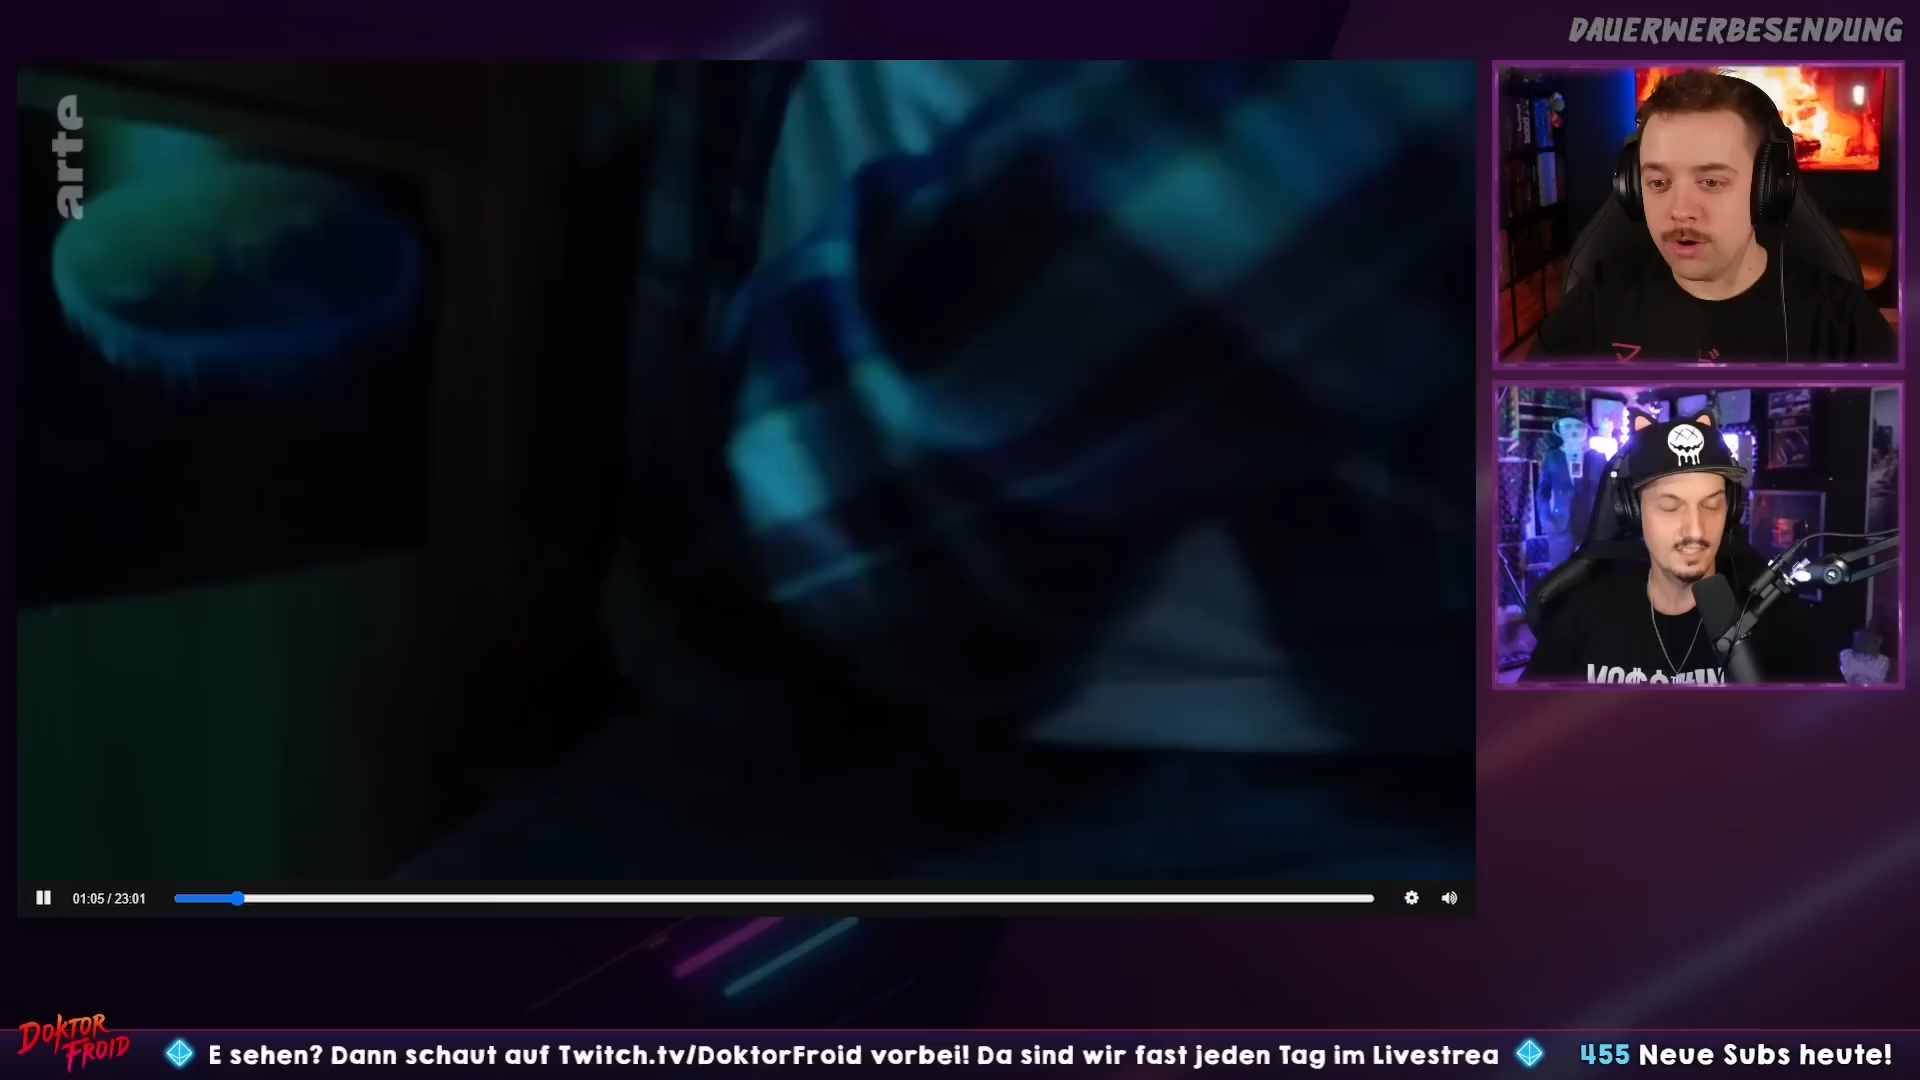 DAUERWERBESENDUNG
arte
01:05 / 23:01
DOKTOR
FROID
E sehen? Dann schaut auf Twitch.tv/DoktorFroid vorbei! Da sind wir fast jeden Tag im Livestrea
455 Neue Subs heute!